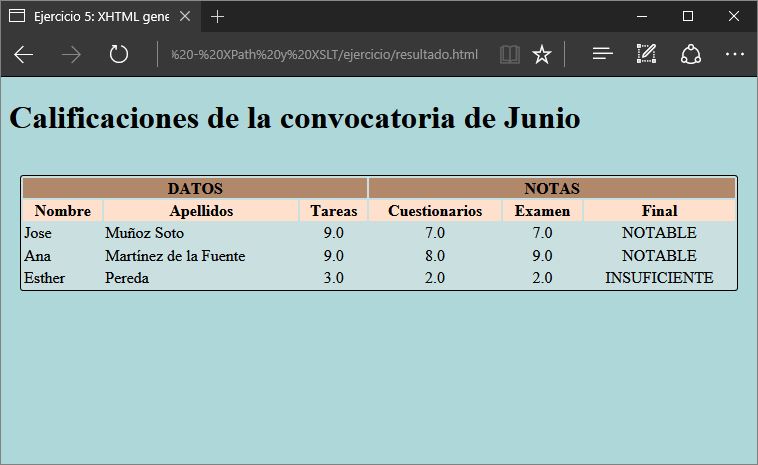 Ejercicio 5: XHTML gene
%20-%20XPath%20y%20XSLT/ejercicio/resultado.html
Calificaciones de la convocatoria de Junio
DATOS NOTAS
Nombre Apellidos Tareas Cuestionarios Examen Final
Jose Muñoz Soto 9.0 7.0 7.0 NOTABLE
Ana Martínez de la Fuente 9.0 8.0 9.0 NOTABLE
Esther Pereda 3.0 2.0 2.0 INSUFICIENTE